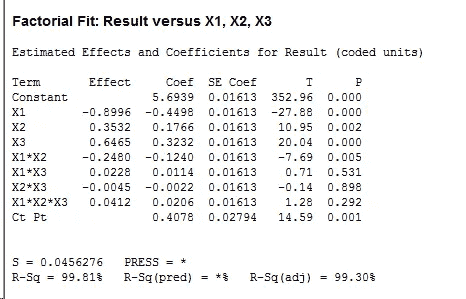 Factorial Fit: Result versus X1, X2, X3
Estimated Effects and Coefficients for Result (coded units)
Term Effect Coef SE Coef T P
Constant 5.6939 0.01613 352.96 0.000
X1 -0.8996 -0.4498 0.01613 -27.88 0.000
X2 0.3532 0.1766 0.01613 10.95 0.002
X3 0.6465 0.3232 0.01613 20.04 0.000
X1*X2 -0.2480 -0.1240 0.01613 -7.69 0.005
X1*X3 0.0228 0.0114 0.01613 0.71 0.531
X2*X3 -0.0045 -0.0022 0.01613 -0.14 0.898
X1*X2*X3 0.0412 0.0206 0.01613 1.28 0.292
Ct Pt 0.4078 0.02794 14.59 0.001
S = 0.0456276 PRESS = *
R-Sq = 99.81% R-Sq(pred) = *% R-Sq(adj) = 99.30%